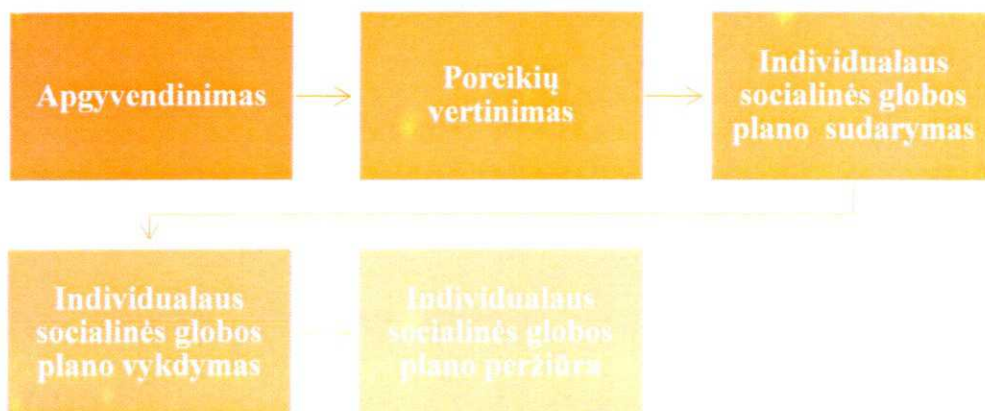 Apgyvendinimas
Poreikių
vertinimas
Individualaus
socialinės globos
plano sudarymas
Individualaus
socialinės globos
plano vykdymas
Individualaus
socialinės globos
plano peržiūra